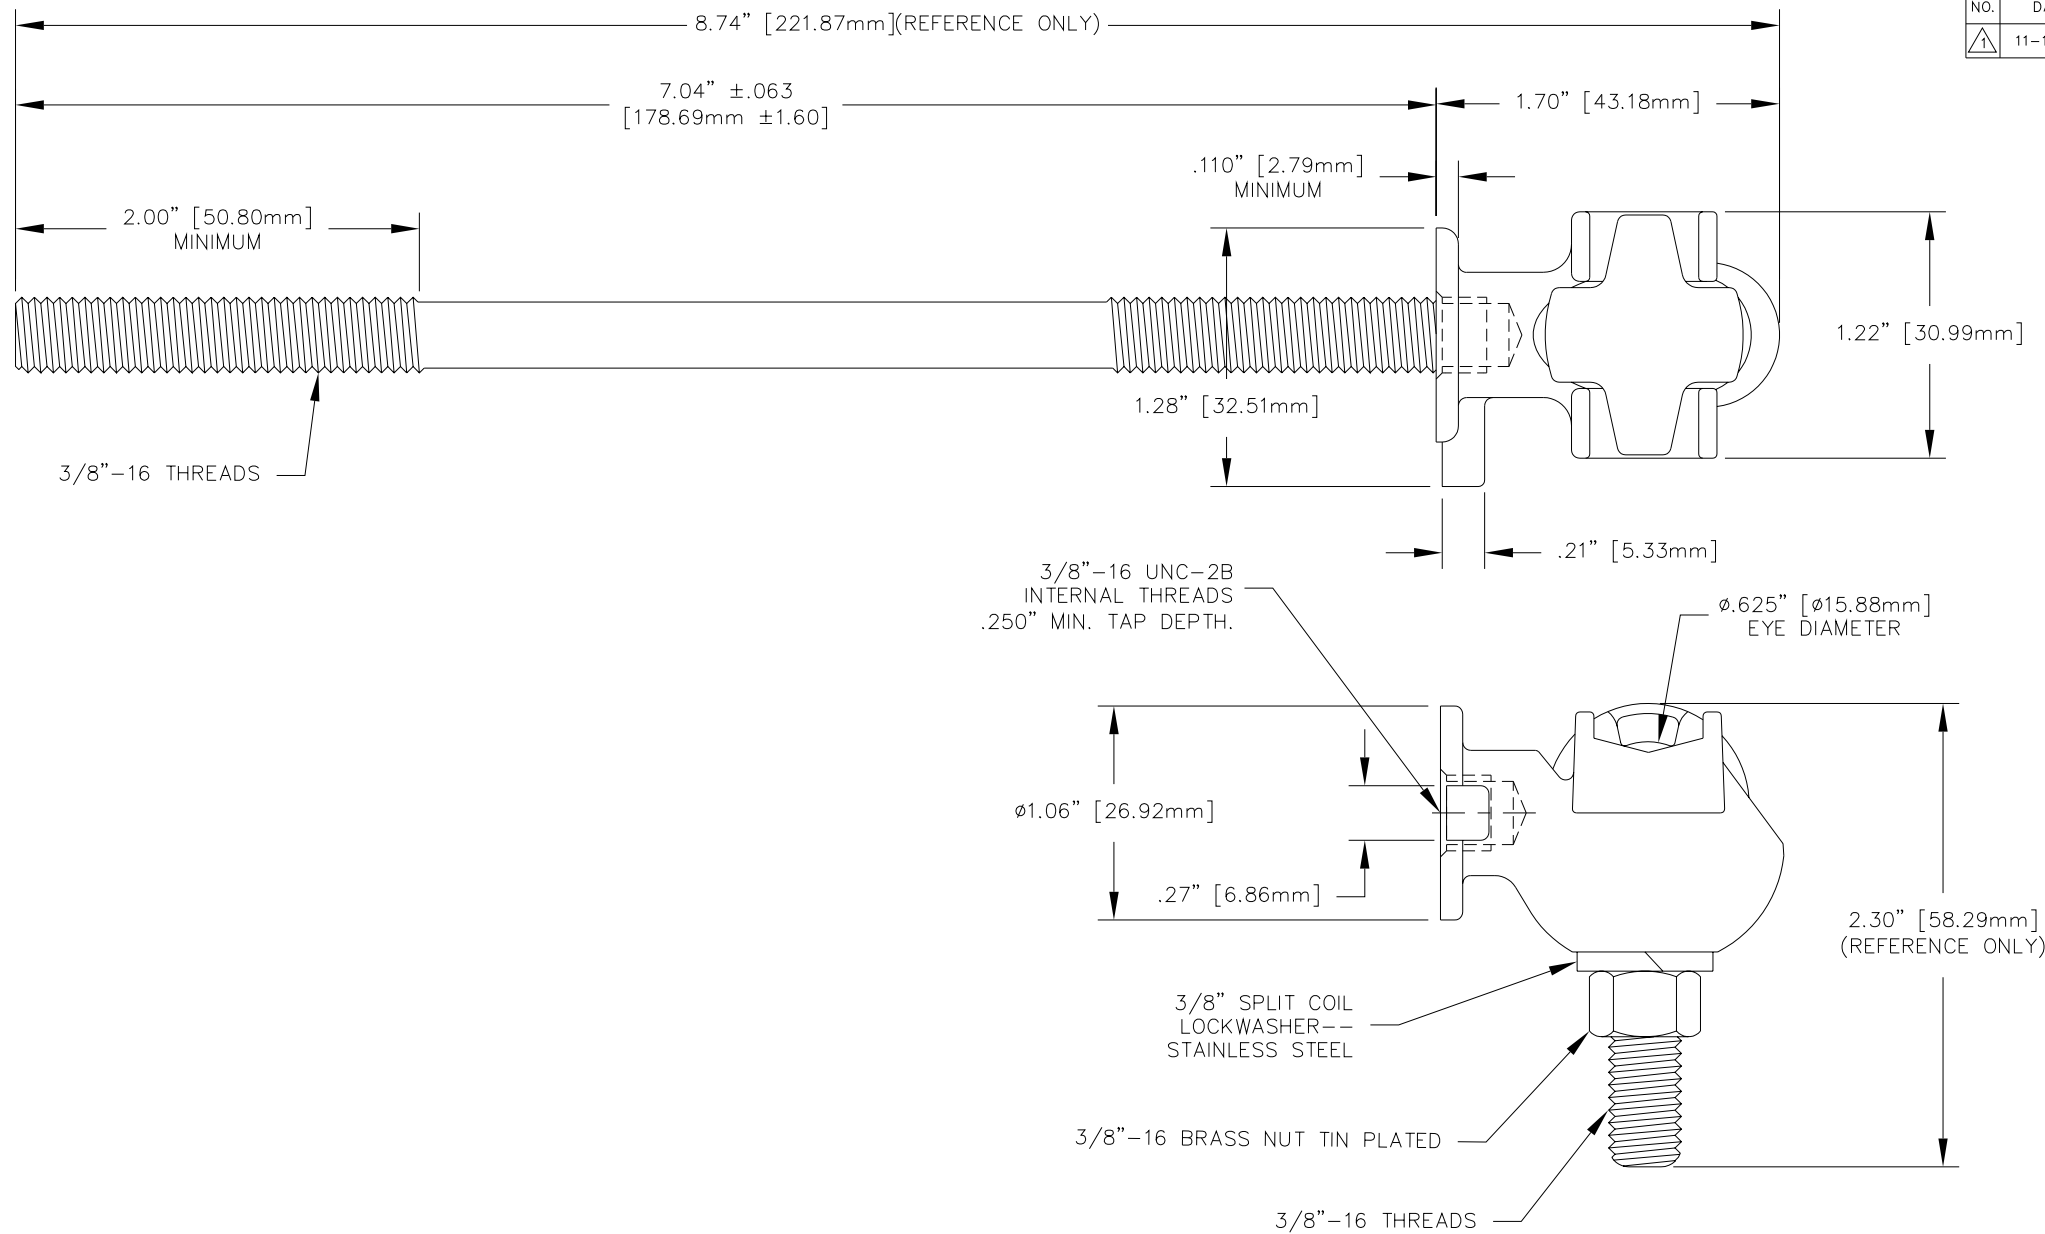 8.74” [221.87mm](REFERENCE ONLY)
NO.
1
7.04” ±.063
[178.69mm ±1.60]
1.70” [43.18mm]
.110” [2.79mm]
MINIMUM
2.00” [50.80mm]
MINIMUM
1.22” [30.99mm]
1.28” [32.51mm]
3/8”-16 THREADS
.21” [5.33mm]
3/8”-16 UNC-2B
INTERNAL THREADS
.250” MIN. TAP DEPTH.
ø.625” [ø15.88mm]
EYE DIAMETER
ø1.06” [26.92mm]
.27” [6.86mm]
2.30” [58.29mm]
(REFERENCE ONLY)
3/8” SPLIT COIL
LOCKWASHER--
STAINLESS STEEL
3/8”-16 BRASS NUT TIN PLATED
3/8”-16 THREADS